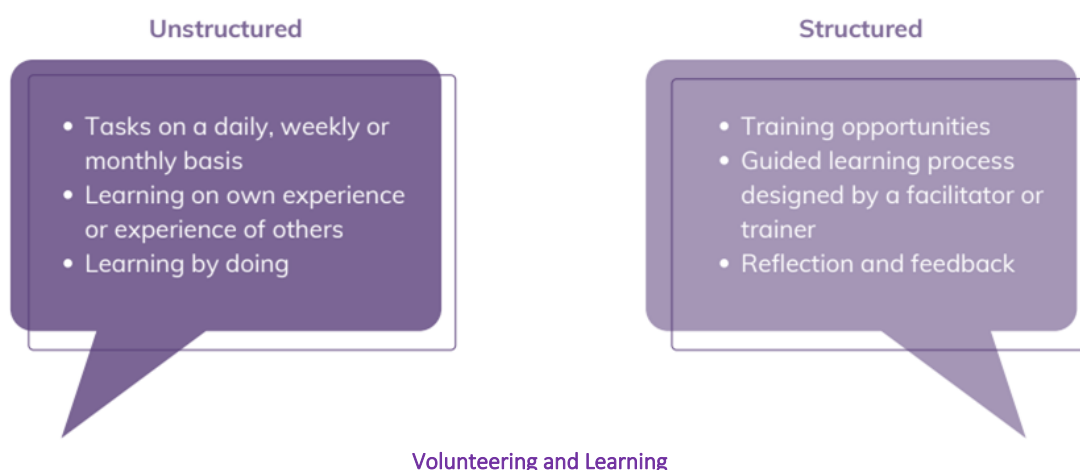 Unstructured
• Tasks on a daily, weekly or
monthly basis
• Learning on own experience
or experience of others
• Learning by doing
Structured
• Training opportunities
• Guided learning process
designed by a facilitator or
trainer
• Reflection and feedback
Volunteering and Learning